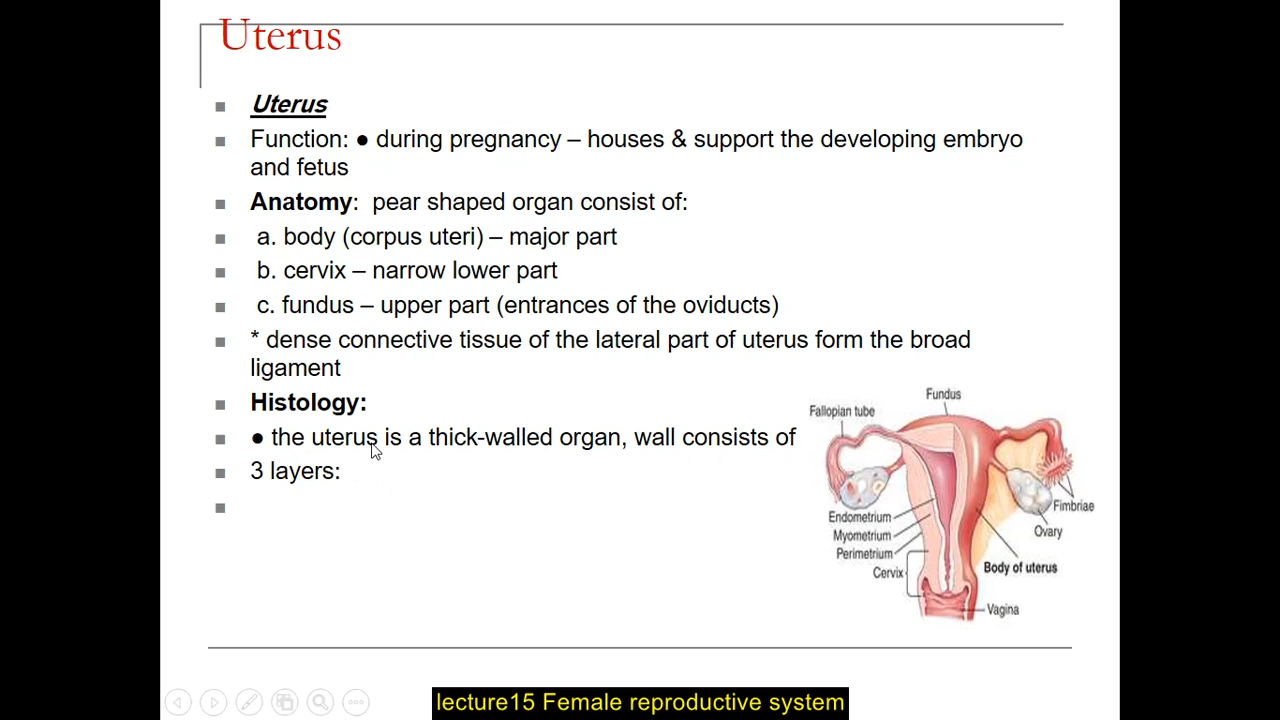 Uterus
Uterus
Function: ● during pregnancy – houses & support the developing embryo
and fetus
Anatomy: pear shaped organ consist of:
a. body (corpus uteri) – major part
b. cervix – narrow lower part
c. fundus – upper part (entrances of the oviducts)
* dense connective tissue of the lateral part of uterus form the broad
ligament
Histology:
● the uterus is a thick-walled organ, wall consists of
3 layers:
Fundus
Fallopian tube
Fimbriae
Endometrium
Ovary
Myometrium
Perimetrium
Body of uterus
Cervix
Vagina
lecture15 Female reproductive system